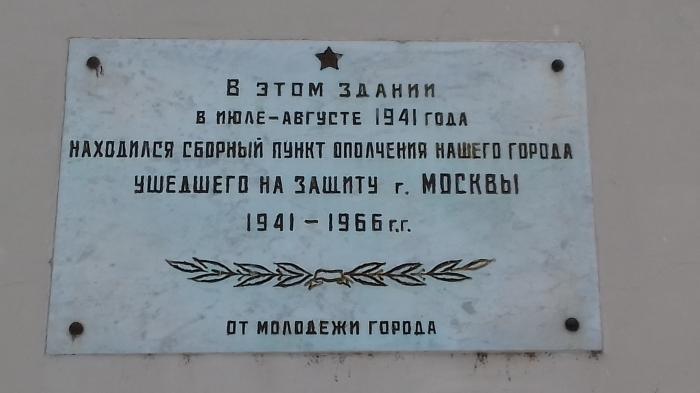 В ЭТОМ ЗДАНИИ
В ИЮЛЕ-АВГУСТЕ 1941 ГОДА
НАХОДИЛСЯ СБОРНЫЙ ПУНКТ ОПОЛЧЕНИЯ НАШЕГО ГОРОДА
УШЕДШЕГО НА ЗАЩИТУ г. МОСКВЫ
1941 - 1966 г.г.
ОТ МОЛОДЕЖИ ГОРОДА